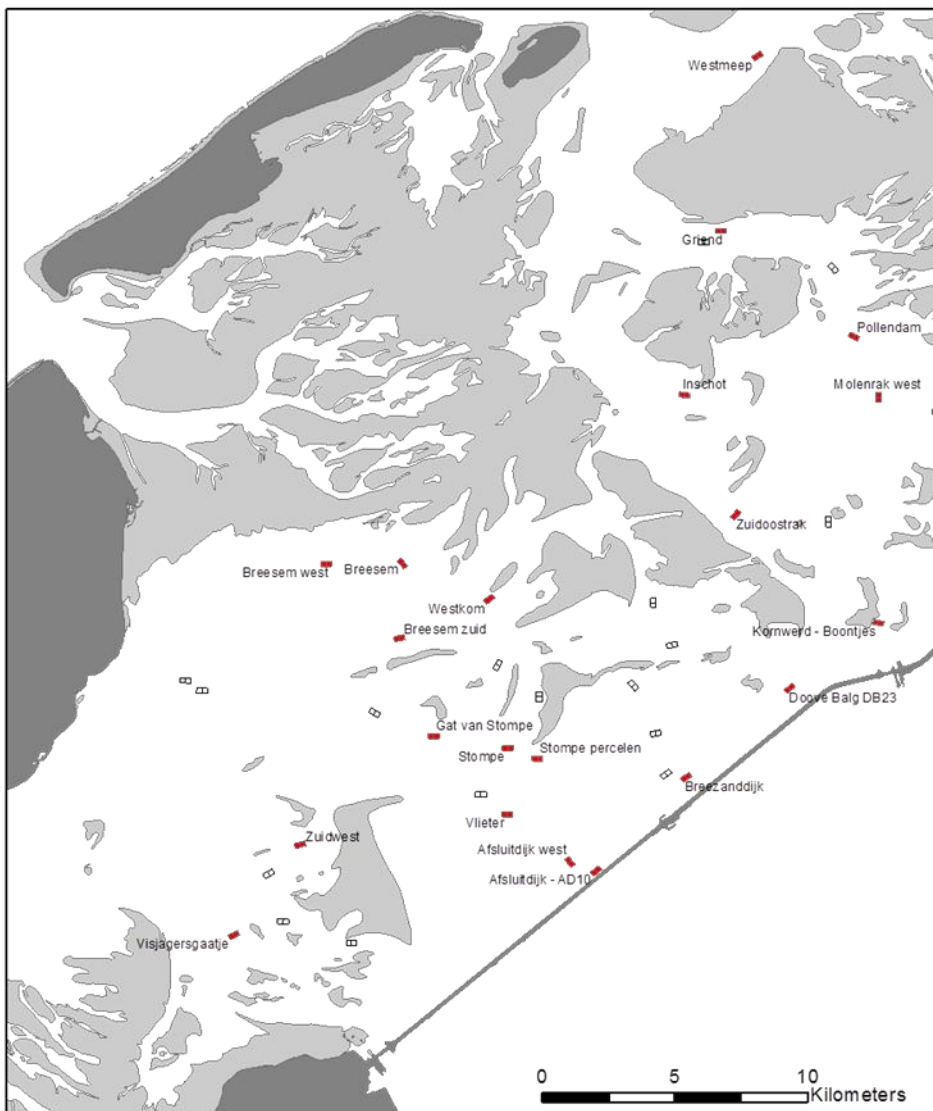 Westmeep
Griend
Pollendam
Inschot
Molenrak west
Zuidoostrak
Breesem west
Breesem
Westkom
Kornwerd - Boontjes
Breesem zuid
Doove Balg DB23
Gat van Stompe
Stompe
Stompe percelen
Breezanddijk
Vlieter
Zuidwest
Afsluitdijk west
Afsluitdijk - AD10
Visjagersgaatje
0 5 10
Kilometers